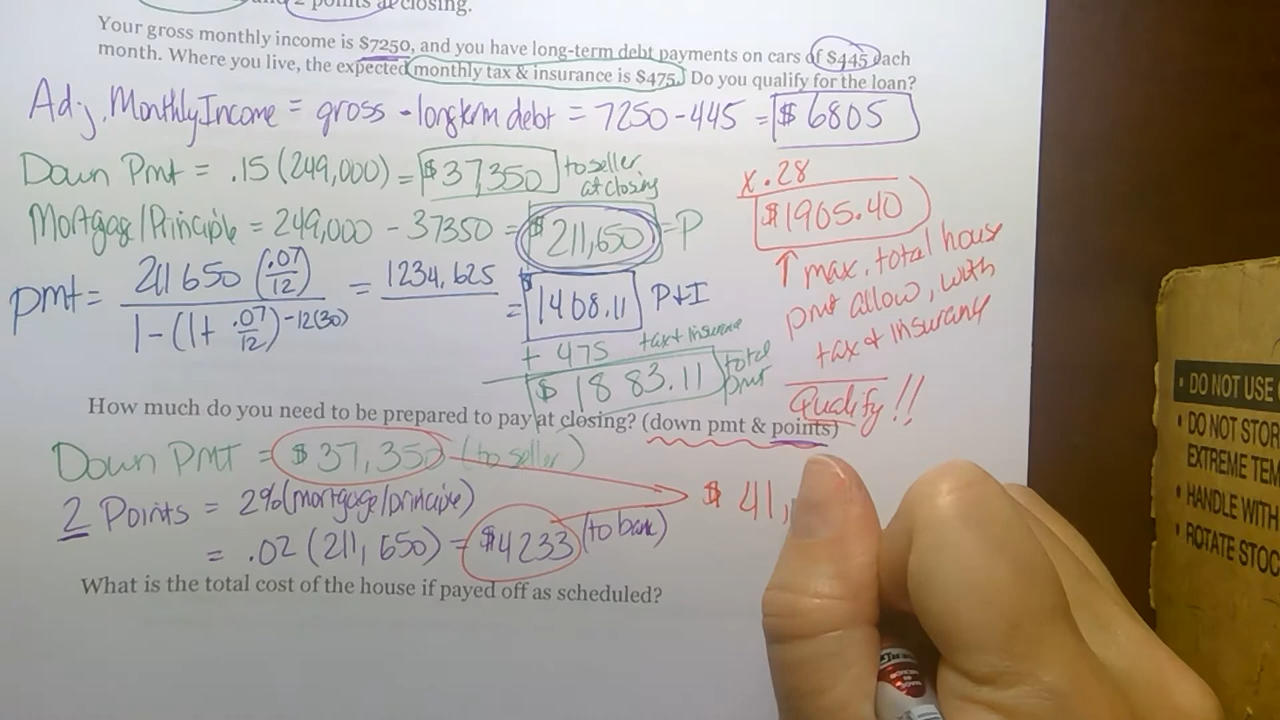 2 points at closing.
Your gross monthly income is $7250, and you have long-term debt payments on cars of $445 each
month. Where you live, the expected monthly tax & insurance is $475. Do you qualify for the loan?
Adj. Monthly Income = gross - longterm debt = 7250 - 445 = $6805
Down Pmt = .15 (249,000) = $37,350 to seller at closing
x .28
$1905.40
Mortgage/Principle = 249,000 - 37350 = $211,650 = P
↑ max. total house
pmt allow, with
tax & insurance
Qualify!!
pmt = 211650 (.07/12) / 1-(1+ .07/12)^-12(30) = 1234.625 = $1408.11 P+I
+ 475 tax + insurance
$1883.11 total pmt
How much do you need to be prepared to pay at closing? (down pmt & points)
Down PMT = $37,350 (to seller)
$41,
2 Points = 2% (mortgage/principle)
= .02 (211,650) = $4233 (to bank)
What is the total cost of the house if payed off as scheduled?
• DO NOT USE
• DO NOT STOR
EXTREME TEM
• HANDLE WITH
• ROTATE STOC